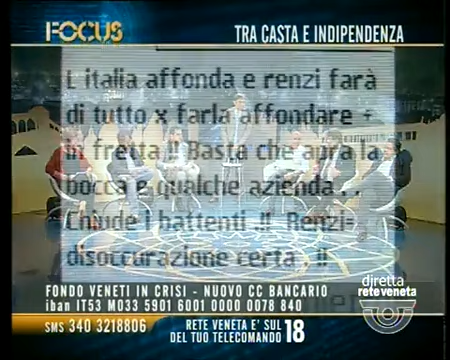 FOCUS
TRA CASTA E INDIPENDENZA
L italia affonda e renzi farà
di tutto x farla affondare +
in fretta !! Basta che apra la
bocca e qualche azienda. . .
Chiude i battenti .!! Renzi=
disoccurazione certa . !!
diretta
reteveneta
FONDO VENETI IN CRISI - NUOVO CC BANCARIO
iban IT53 M033 5901 6001 0000 0078 840
SMS 340 3218806
RETE VENETA E' SUL 18
DEL TUO TELECOMANDO